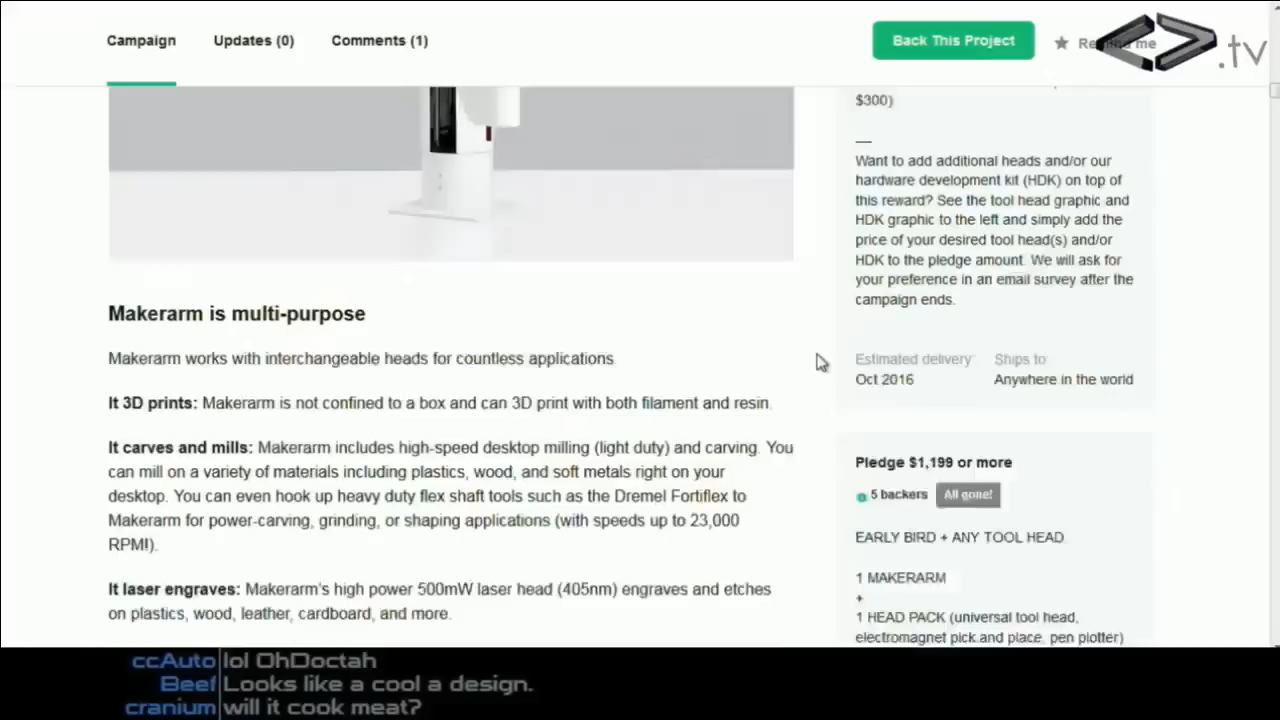 Campaign
Updates (0)
Comments (1)
Back This Project
.tv
$300)
—
Want to add additional heads and/or our
hardware development kit (HDK) on top of
this reward? See the tool head graphic and
HDK graphic to the left and simply add the
price of your desired tool head(s) and/or
HDK to the pledge amount. We will ask for
your preference in an email survey after the
campaign ends.
Estimated delivery
Ships to
Oct 2016
Anywhere in the world
Makerarm is multi-purpose
Makerarm works with interchangeable heads for countless applications.
It 3D prints: Makerarm is not confined to a box and can 3D print with both filament and resin.
It carves and mills: Makerarm includes high-speed desktop milling (light duty) and carving. You
can mill on a variety of materials including plastics, wood, and soft metals right on your
desktop. You can even hook up heavy duty flex shaft tools such as the Dremel Fortiflex to
Makerarm for power-carving, grinding, or shaping applications (with speeds up to 23,000
RPM!).
It laser engraves: Makerarm's high power 500mW laser head (405nm) engraves and etches
on plastics, wood, leather, cardboard, and more.
Pledge $1,199 or more
5 backers
All gone!
EARLY BIRD + ANY TOOL HEAD
1 MAKERARM
+
1 HEAD PACK (universal tool head,
electromagnet pick and place, pen plotter)
ccAuto lol OhDoctah
Beef Looks like a cool a design.
cranium will it cook meat?